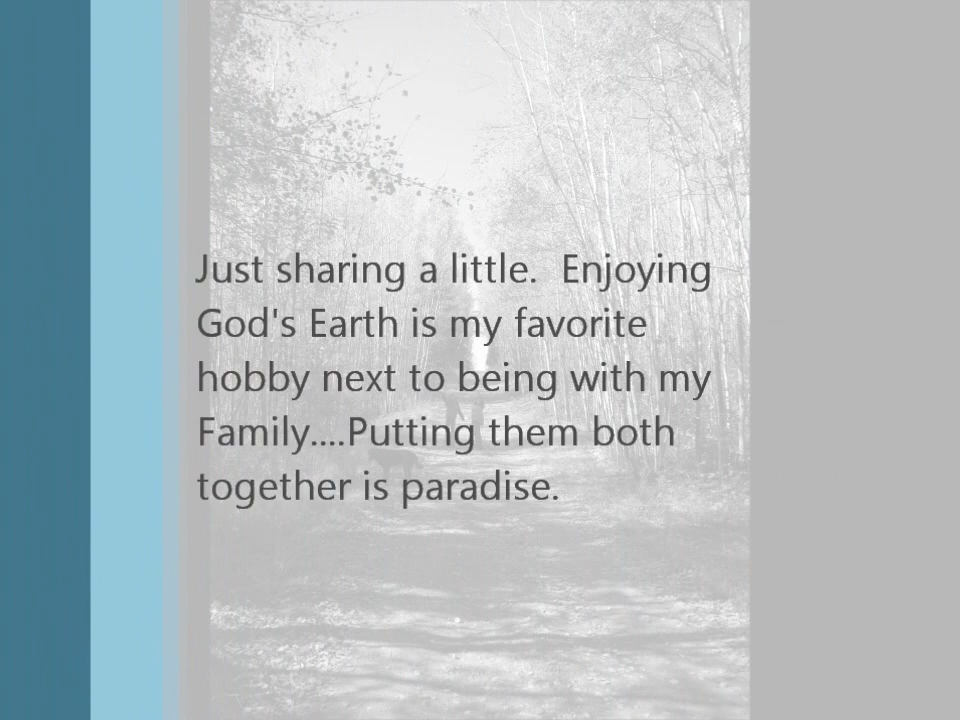 Just sharing a little.  Enjoying
God's Earth is my favorite
hobby next to being with my
Family....Putting them both
together is paradise.